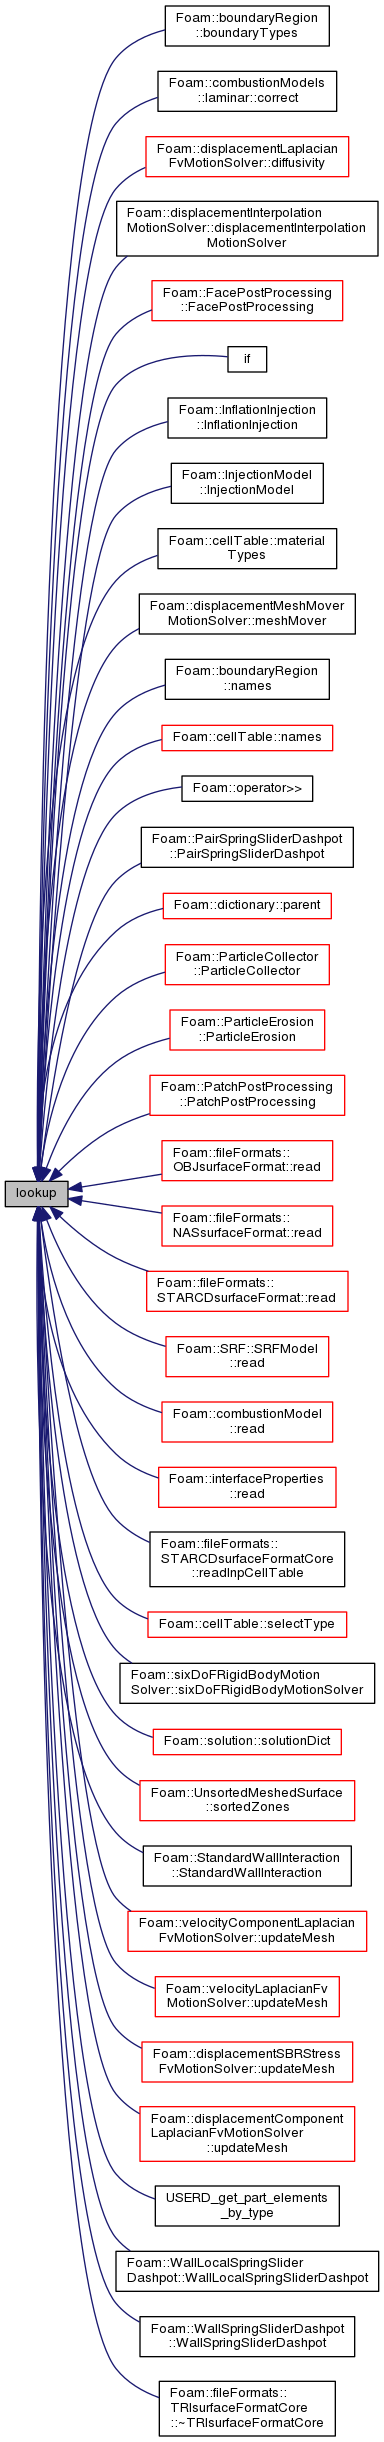 Foam::boundaryRegion
::boundaryTypes
Foam::combustionModels
::laminar::correct
Foam::displacementLaplacian
FvMotionSolver::diffusivity
Foam::displacementInterpolation
MotionSolver::displacementInterpolation
MotionSolver
Foam::FacePostProcessing
::FacePostProcessing
if
Foam::InflationInjection
::InflationInjection
Foam::InjectionModel
::InjectionModel
Foam::cellTable::material
Types
Foam::displacementMeshMover
MotionSolver::meshMover
Foam::boundaryRegion
::names
Foam::cellTable::names
Foam::operator>>
Foam::PairSpringSliderDashpot
::PairSpringSliderDashpot
Foam::dictionary::parent
Foam::ParticleCollector
::ParticleCollector
Foam::ParticleErosion
::ParticleErosion
Foam::PatchPostProcessing
::PatchPostProcessing
Foam::fileFormats::
OBJsurfaceFormat::read
lookup
Foam::fileFormats::
NASsurfaceFormat::read
Foam::fileFormats::
STARCDsurfaceFormat::read
Foam::SRF::SRFModel
::read
Foam::combustionModel
::read
Foam::interfaceProperties
::read
Foam::fileFormats::
STARCDsurfaceFormatCore
::readInpCellTable
Foam::cellTable::selectType
Foam::sixDoFRigidBodyMotion
Solver::sixDoFRigidBodyMotionSolver
Foam::solution::solutionDict
Foam::UnsortedMeshedSurface
::sortedZones
Foam::StandardWallInteraction
::StandardWallInteraction
Foam::velocityComponentLaplacian
FvMotionSolver::updateMesh
Foam::velocityLaplacianFv
MotionSolver::updateMesh
Foam::displacementSBRStress
FvMotionSolver::updateMesh
Foam::displacementComponent
LaplacianFvMotionSolver
::updateMesh
USERD_get_part_elements
_by_type
Foam::WallLocalSpringSlider
Dashpot::WallLocalSpringSliderDashpot
Foam::WallSpringSliderDashpot
::WallSpringSliderDashpot
Foam::fileFormats::
TRIsurfaceFormatCore
::~TRIsurfaceFormatCore